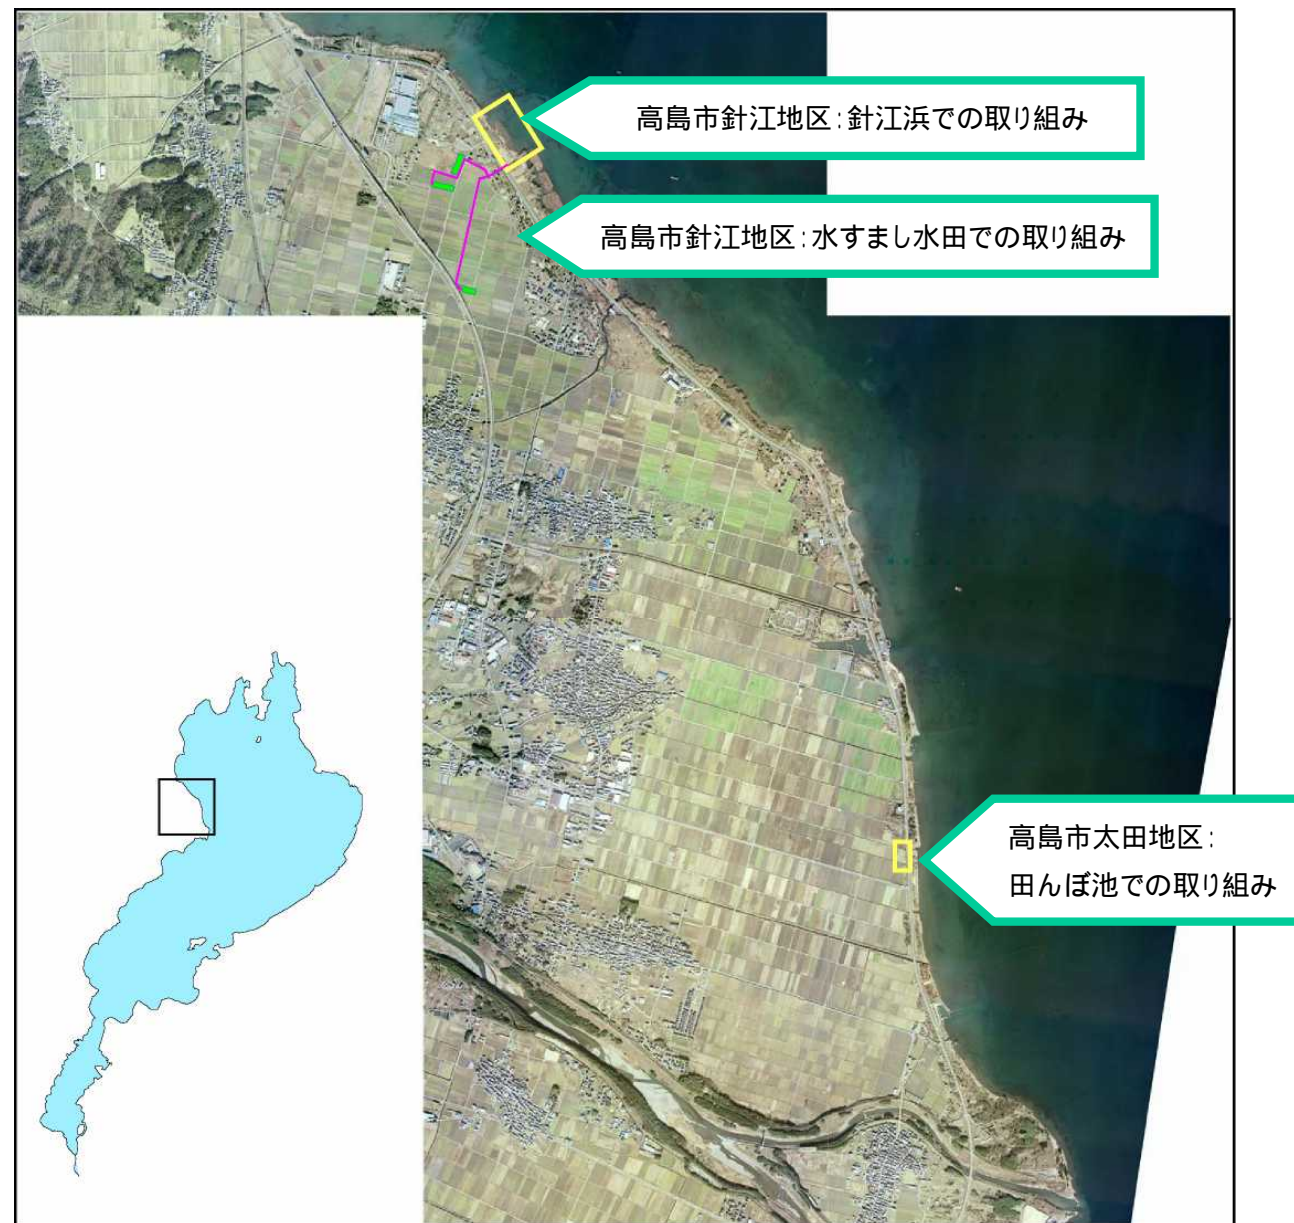 高島市針江地区:針江浜での取り組み
高島市針江地区:水すまし水田での取り組み
高島市太田地区:
田んぼ池での取り組み